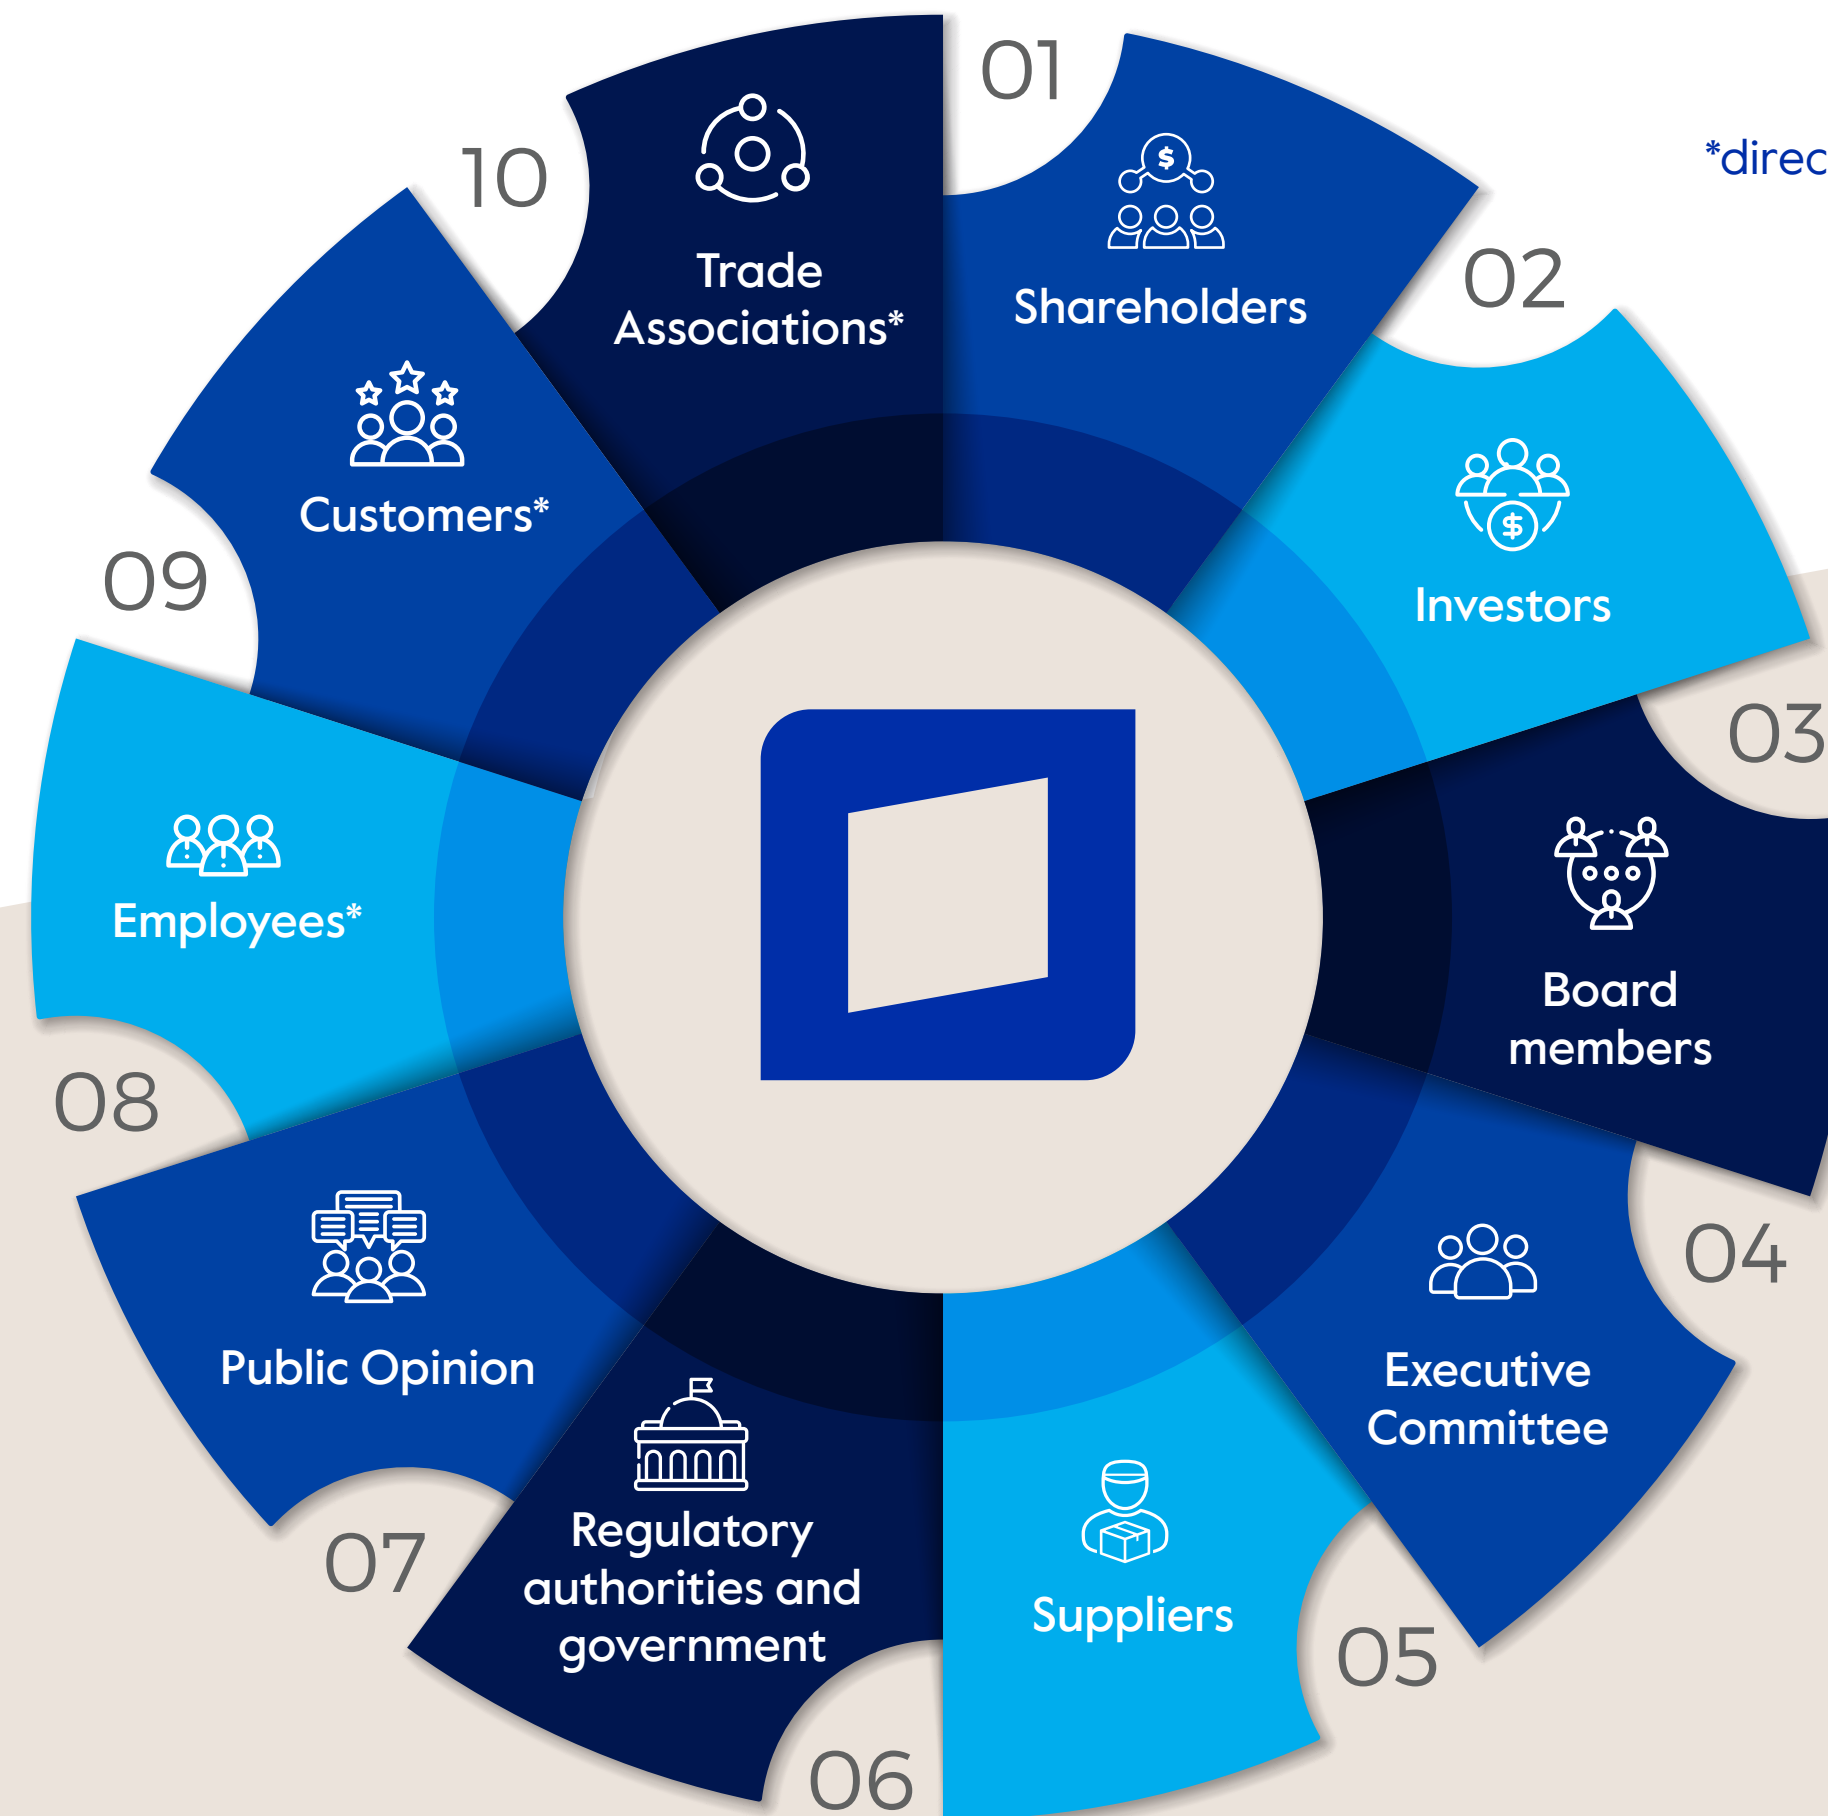 01
Shareholders
*direc
02
Investors
03
Board
members
04
Executive
Committee
05
Suppliers
06
Regulatory
authorities and
government
07
Public Opinion
08
Employees*
09
Customers*
10
Trade
Associations*